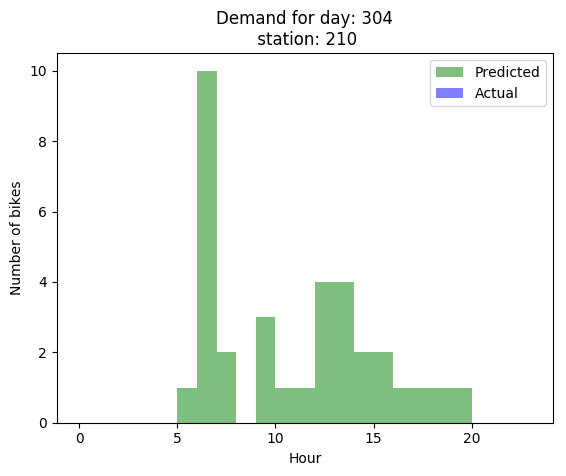 Demand for day: 304
station: 210
Predicted
Actual
Number of bikes
10
8
6
4
2
0
0 5 10 15 20
Hour